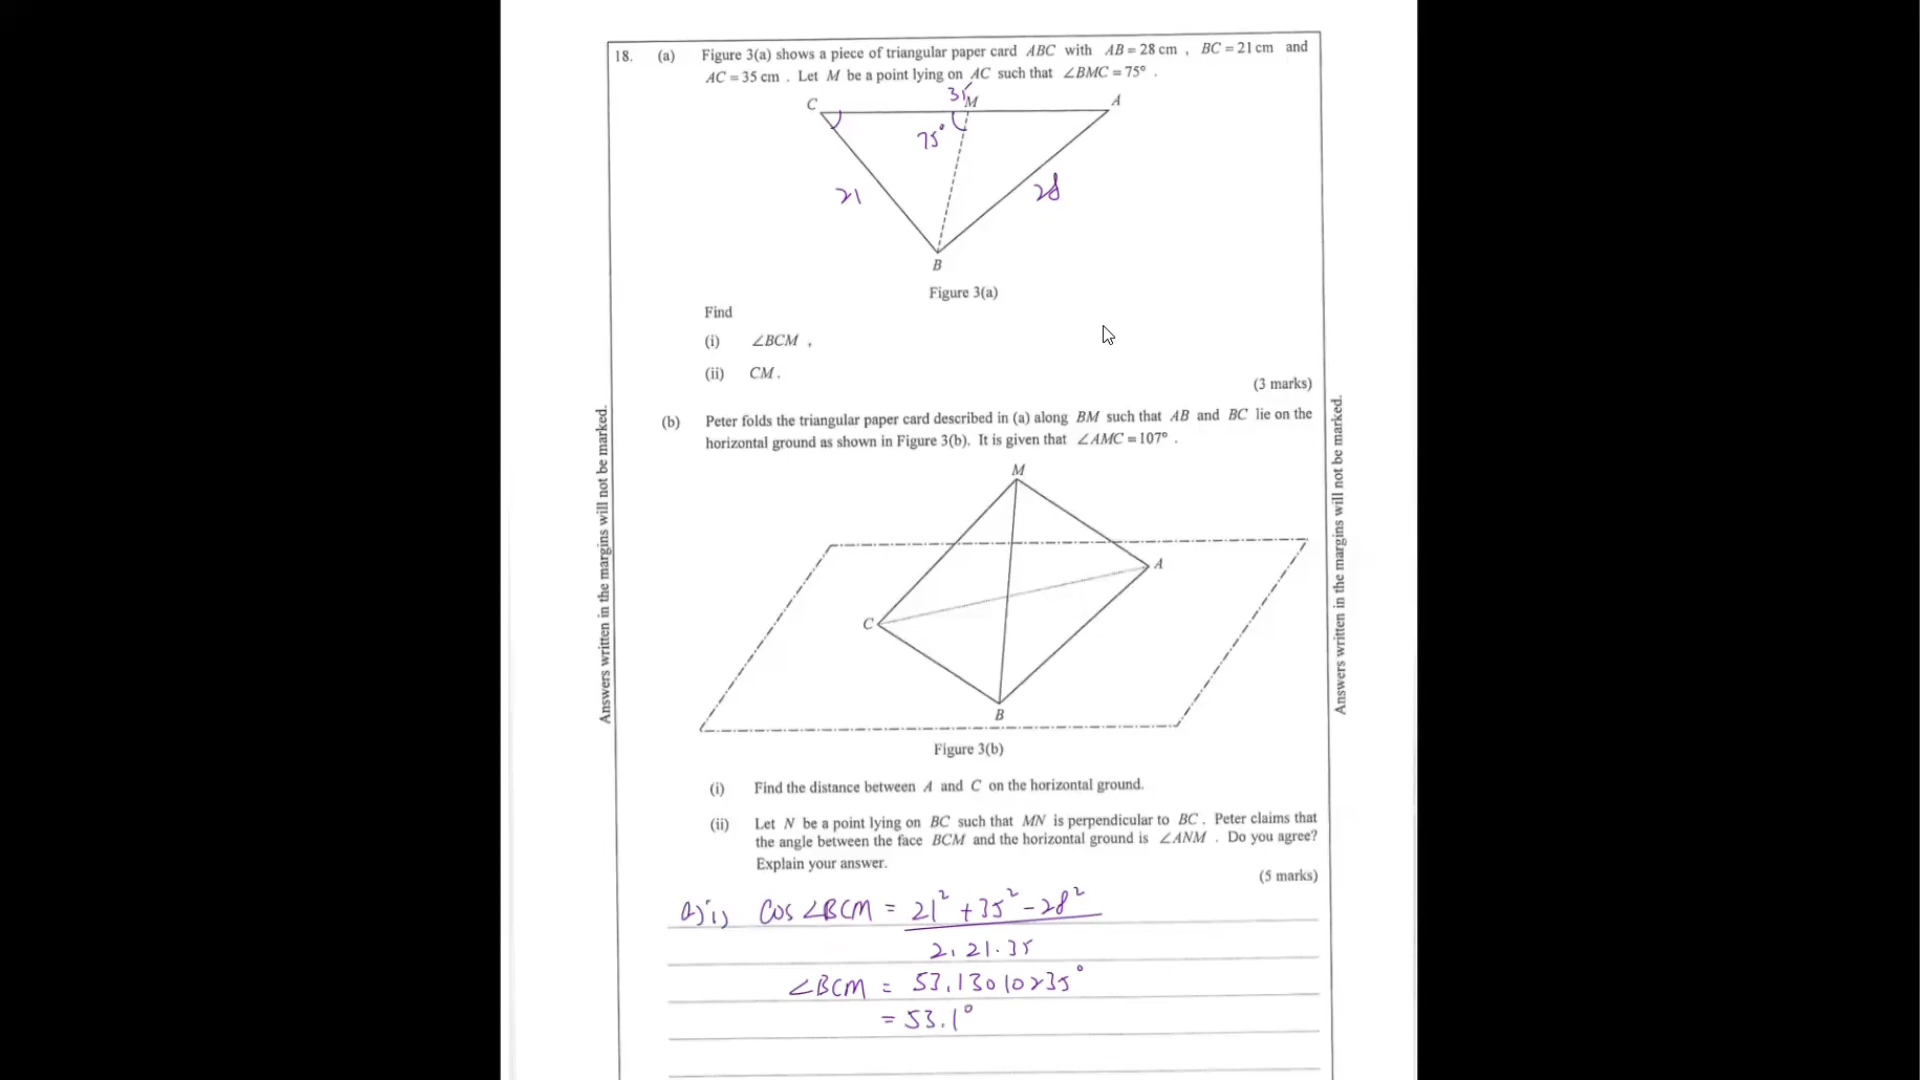 18. (a) Figure 3(a) shows a piece of triangular paper card ABC with AB = 28 cm , BC = 21 cm and
AC = 35 cm . Let M be a point lying on AC such that ∠BMC = 75° .
35
C M A
75°
21 28
B
Figure 3(a)
Find
(i) ∠BCM ,
(ii) CM .
(3 marks)
(b) Peter folds the triangular paper card described in (a) along BM such that AB and BC lie on the
horizontal ground as shown in Figure 3(b). It is given that ∠AMC = 107° .
M
A
C
B
Figure 3(b)
(i) Find the distance between A and C on the horizontal ground.
(ii) Let N be a point lying on BC such that MN is perpendicular to BC . Peter claims that
the angle between the face BCM and the horizontal ground is ∠ANM . Do you agree?
Explain your answer.
(5 marks)
a)i) Cos ∠BCM = 21² + 35² - 28²
2·21·35
∠BCM = 53.13010235°
= 53.1°
Answers written in the margins will not be marked.
Answers written in the margins will not be marked.